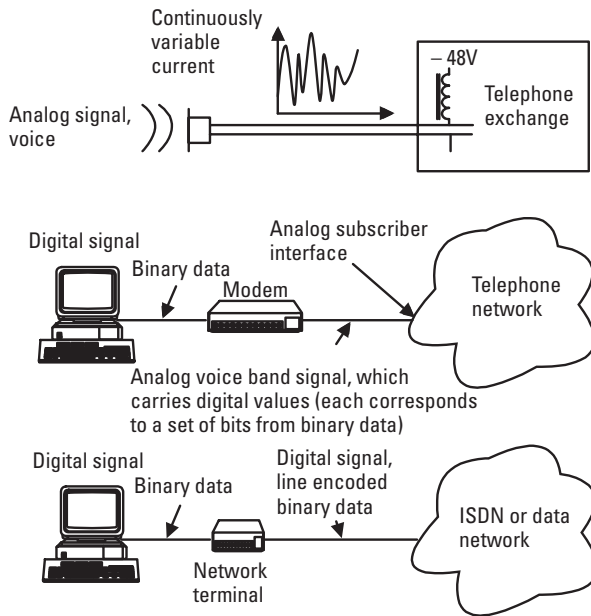 Continuously
variable
current
– 48V
Analog signal,
voice
Telephone
exchange
Digital signal
Binary data
Modem
Analog subscriber
interface
Telephone
network
Analog voice band signal, which
carries digital values (each corresponds
to a set of bits from binary data)
Digital signal
Binary data
Network
terminal
Digital signal,
line encoded
binary data
ISDN or data
network